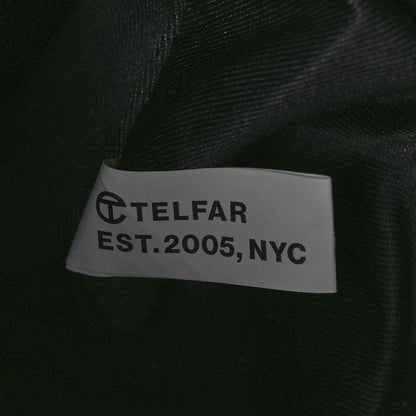 TELFAR
EST. 2005, NYC